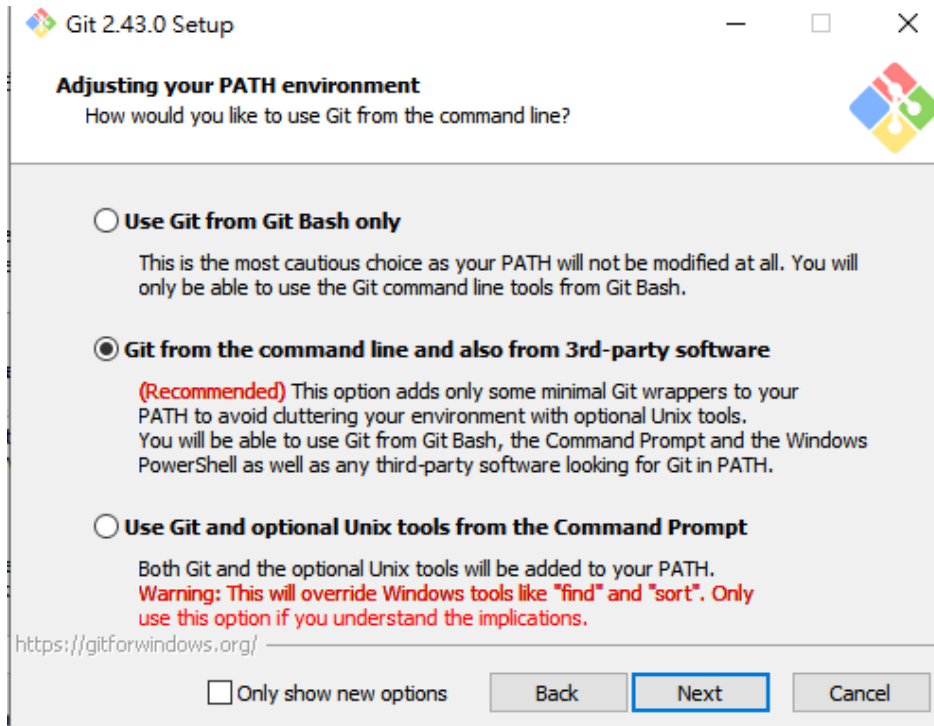 Git 2.43.0 Setup
Adjusting your PATH environment
How would you like to use Git from the command line?
Use Git from Git Bash only
This is the most cautious choice as your PATH will not be modified at all. You will
only be able to use the Git command line tools from Git Bash.
Git from the command line and also from 3rd-party software
(Recommended) This option adds only some minimal Git wrappers to your
PATH to avoid cluttering your environment with optional Unix tools.
You will be able to use Git from Git Bash, the Command Prompt and the Windows
PowerShell as well as any third-party software looking for Git in PATH.
Use Git and optional Unix tools from the Command Prompt
Both Git and the optional Unix tools will be added to your PATH.
Warning: This will override Windows tools like "find" and "sort". Only
use this option if you understand the implications.
https://gitforwindows.org/
Only show new options
Back
Next
Cancel